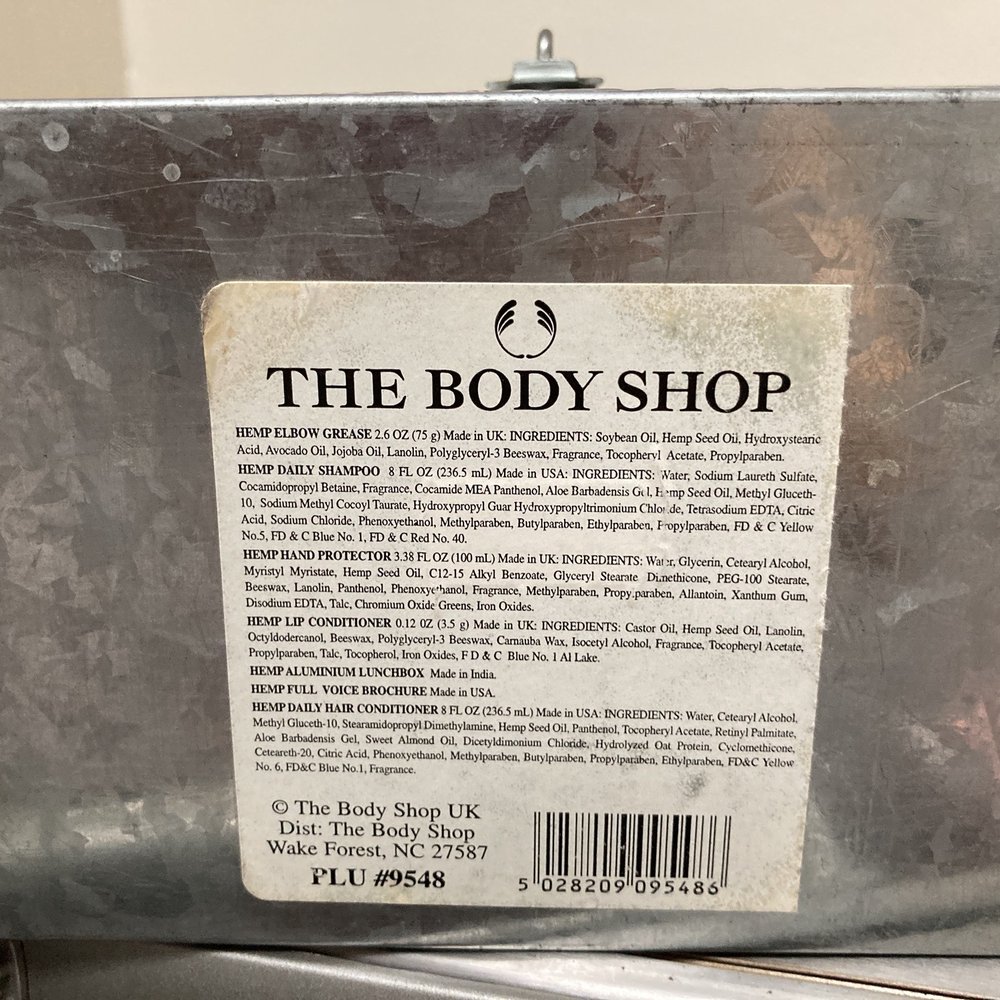 THE BODY SHOP
HEMP ELBOW GREASE 2.6 OZ (75 g) Made in UK: INGREDIENTS: Soybean Oil, Hemp Seed Oil, Hydroxystearic
Acid, Avocado Oil, Jojoba Oil, Lanolin, Polyglyceryl-3 Beeswax, Fragrance, Tocopheryl Acetate, Propylparaben.
HEMP DAILY SHAMPOO 8 FL OZ (236.5 mL) Made in USA: INGREDIENTS: Water, Sodium Laureth Sulfate,
Cocamidopropyl Betaine, Fragrance, Cocamide MEA Panthenol, Aloe Barbadensis Gel, Hemp Seed Oil, Methyl Gluceth-
10, Sodium Methyl Cocoyl Taurate, Hydroxypropyl Guar Hydroxypropyltrimonium Chloride, Tetrasodium EDTA, Citric
Acid, Sodium Chloride, Phenoxyethanol, Methylparaben, Butylparaben, Ethylparaben, Propylparaben, FD & C Yellow
No.5, FD & C Blue No. 1, FD & C Red No. 40.
HEMP HAND PROTECTOR 3.38 FL OZ (100 mL) Made in UK: INGREDIENTS: Water, Glycerin, Cetearyl Alcohol,
Myristyl Myristate, Hemp Seed Oil, C12-15 Alkyl Benzoate, Glyceryl Stearate Dimethicone, PEG-100 Stearate,
Beeswax, Lanolin, Panthenol, Phenoxyethanol, Fragrance, Methylparaben, Propylparaben, Allantoin, Xanthum Gum,
Disodium EDTA, Talc, Chromium Oxide Greens, Iron Oxides.
HEMP LIP CONDITIONER 0.12 OZ (3.5 g) Made in UK: INGREDIENTS: Castor Oil, Hemp Seed Oil, Lanolin,
Octyldodercanol, Beeswax, Polyglyceryl-3 Beeswax, Carnauba Wax, Isocetyl Alcohol, Fragrance, Tocopheryl Acetate,
Propylparaben, Talc, Tocopherol, Iron Oxides, F D & C Blue No. 1 Al Lake.
HEMP ALUMINIUM LUNCHBOX Made in India.
HEMP FULL VOICE BROCHURE Made in USA.
HEMP DAILY HAIR CONDITIONER 8 FL OZ (236.5 mL) Made in USA: INGREDIENTS: Water, Cetearyl Alcohol,
Methyl Gluceth-10, Stearamidopropyl Dimethylamine, Hemp Seed Oil, Panthenol, Tocopheryl Acetate, Retinyl Palmitate,
Aloe Barbadensis Gel, Sweet Almond Oil, Dicetyldimonium Chloride, Hydrolyzed Oat Protein, Cyclomethicone,
Ceteareth-20, Citric Acid, Phenoxyethanol, Methylparaben, Butylparaben, Propylparaben, Ethylparaben, FD&C Yellow
No. 6, FD&C Blue No.1, Fragrance.
© The Body Shop UK
Dist: The Body Shop
Wake Forest, NC 27587
PLU #9548
5 028209 095486